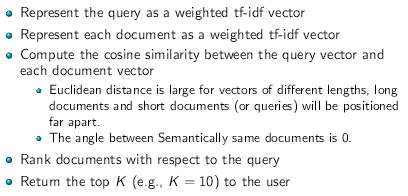 Represent the query as a weighted tf-idf vector
Represent each document as a weighted tf-idf vector
Compute the cosine similarity between the query vector and
each document vector
Euclidean distance is large for vectors of different lengths, long
documents and short documents (or queries) will be positioned
far apart.
The angle between Semantically same documents is 0.
Rank documents with respect to the query
Return the top K (e.g., K = 10) to the user